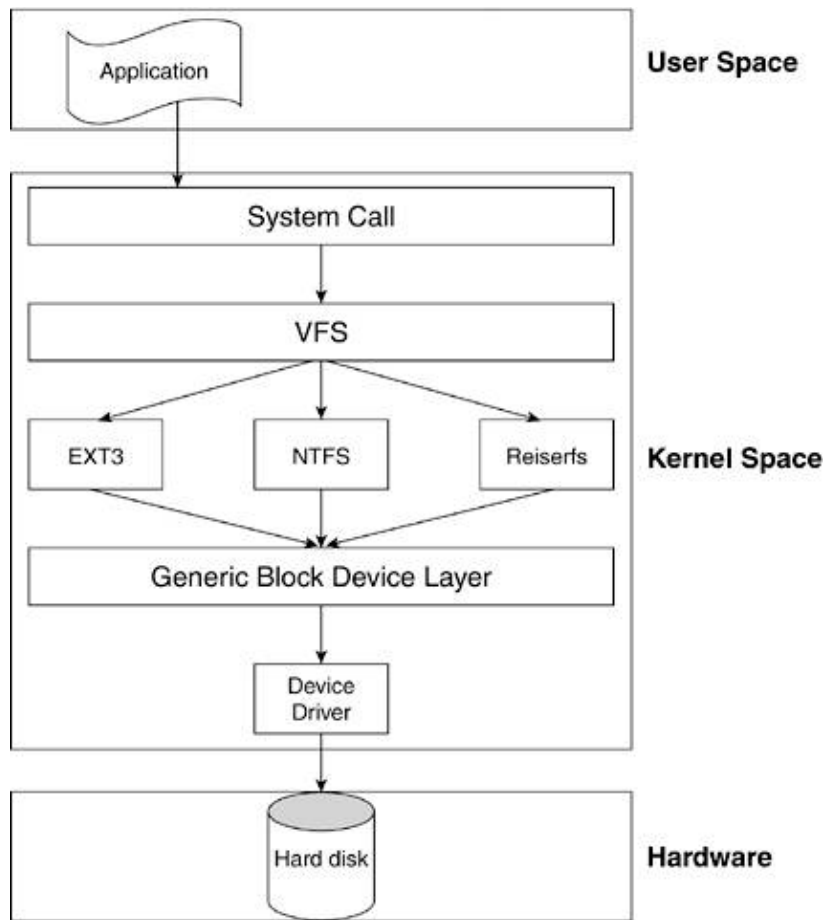 Application
User Space
System Call
VFS
EXT3
NTFS
Reiserfs
Kernel Space
Generic Block Device Layer
Device
Driver
Hard disk
Hardware